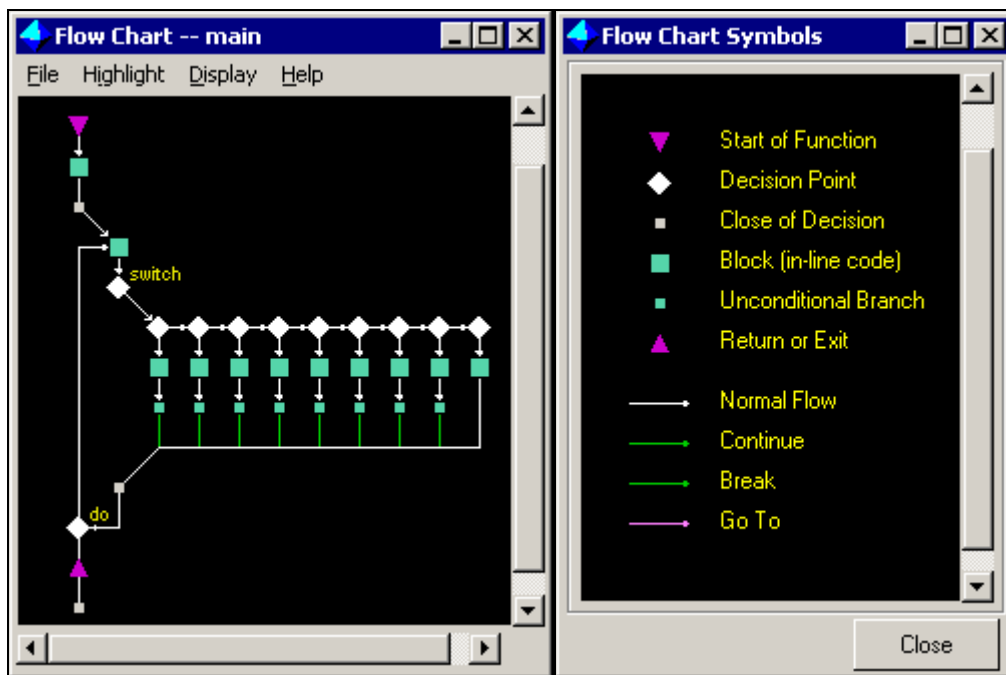 Flow Chart -- main
File Highlight Display Help
switch
do
Flow Chart Symbols
Start of Function
Decision Point
Close of Decision
Block (in-line code)
Unconditional Branch
Return or Exit
Normal Flow
Continue
Break
Go To
Close